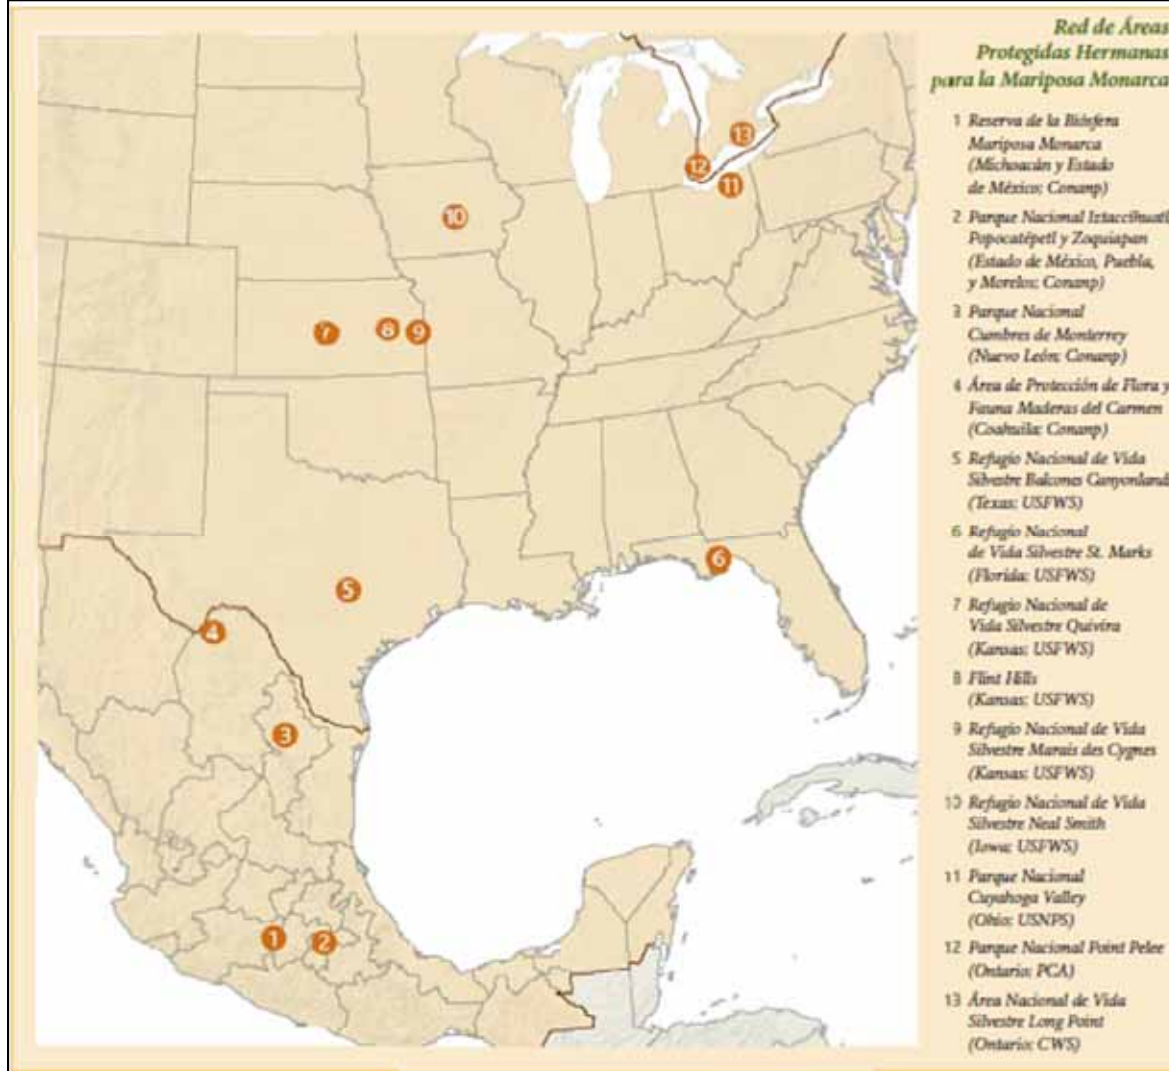 Red de Áreas
Protegidas Hermanas
para la Mariposa Monarca
1 Reserva de la Biósfera
Mariposa Monarca
(Michoacán y Estado
de México: Conanp)
2 Parque Nacional Iztaccíhuatl
Popocatépetl y Zoquiapan
(Estado de México, Puebla,
y Morelos: Conanp)
3 Parque Nacional
Cumbres de Monterrey
(Nuevo León: Conanp)
4 Área de Protección de Flora y
Fauna Maderas del Carmen
(Coahuila: Conanp)
5 Refugio Nacional de Vida
Silvestre Balcones Canyonland
(Texas: USFWS)
6 Refugio Nacional
de Vida Silvestre St. Marks
(Florida: USFWS)
7 Refugio Nacional de
Vida Silvestre Quivira
(Kansas: USFWS)
8 Flint Hills
(Kansas: USFWS)
9 Refugio Nacional de Vida
Silvestre Marais des Cygnes
(Kansas: USFWS)
10 Refugio Nacional de Vida
Silvestre Neal Smith
(Iowa: USFWS)
11 Parque Nacional
Cuyahoga Valley
(Ohio: USNPS)
12 Parque Nacional Point Pelee
(Ontario: PCA)
13 Área Nacional de Vida
Silvestre Long Point
(Ontario: CWS)
13
12
11
10
7
8
9
6
5
4
3
1
2